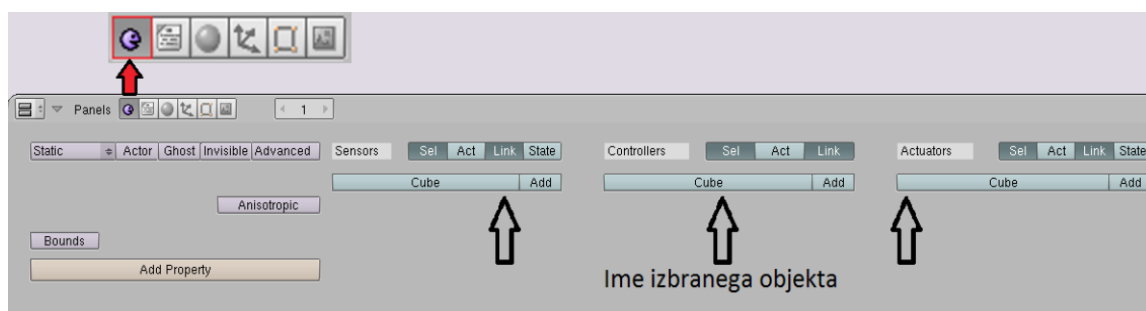 Panels 1
Static Actor Ghost Invisible Advanced Sensors Sel Act Link State Controllers Sel Act Link Actuators Sel Act Link State
Cube Add Cube Add Cube Add
Anisotropic
Bounds
Add Property
Ime izbranega objekta